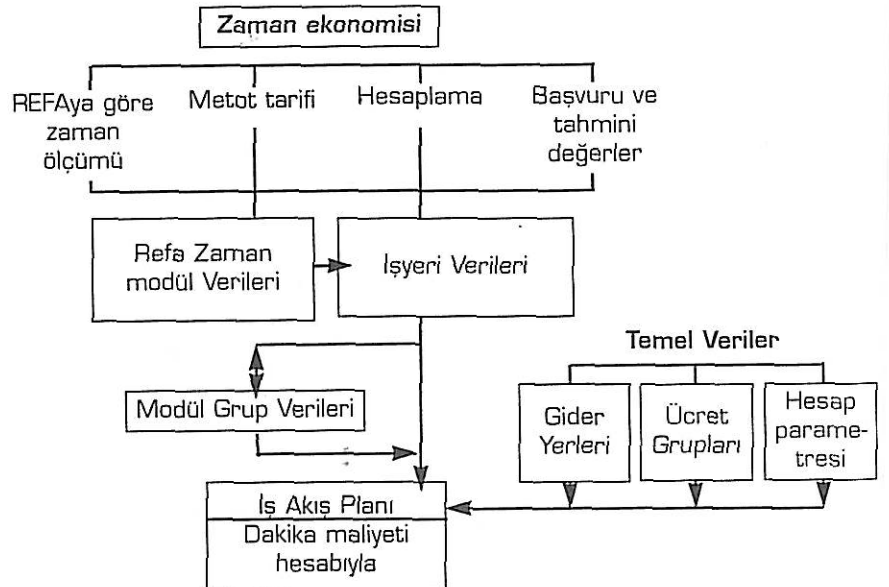 Zaman ekonomisi
REFAya göre
zaman
ölçümü
Metot tarifi
Hesaplama
Başvuru ve
tahmini
değerler
Refa Zaman
modül Verileri
İşyeri Verileri
Modül Grup Verileri
Temel Veriler
Gider
Yerleri
Ücret
Grupları
Hesap
parame-
tresi
İş Akış Planı
Dakika maliyeti
hesabıyla